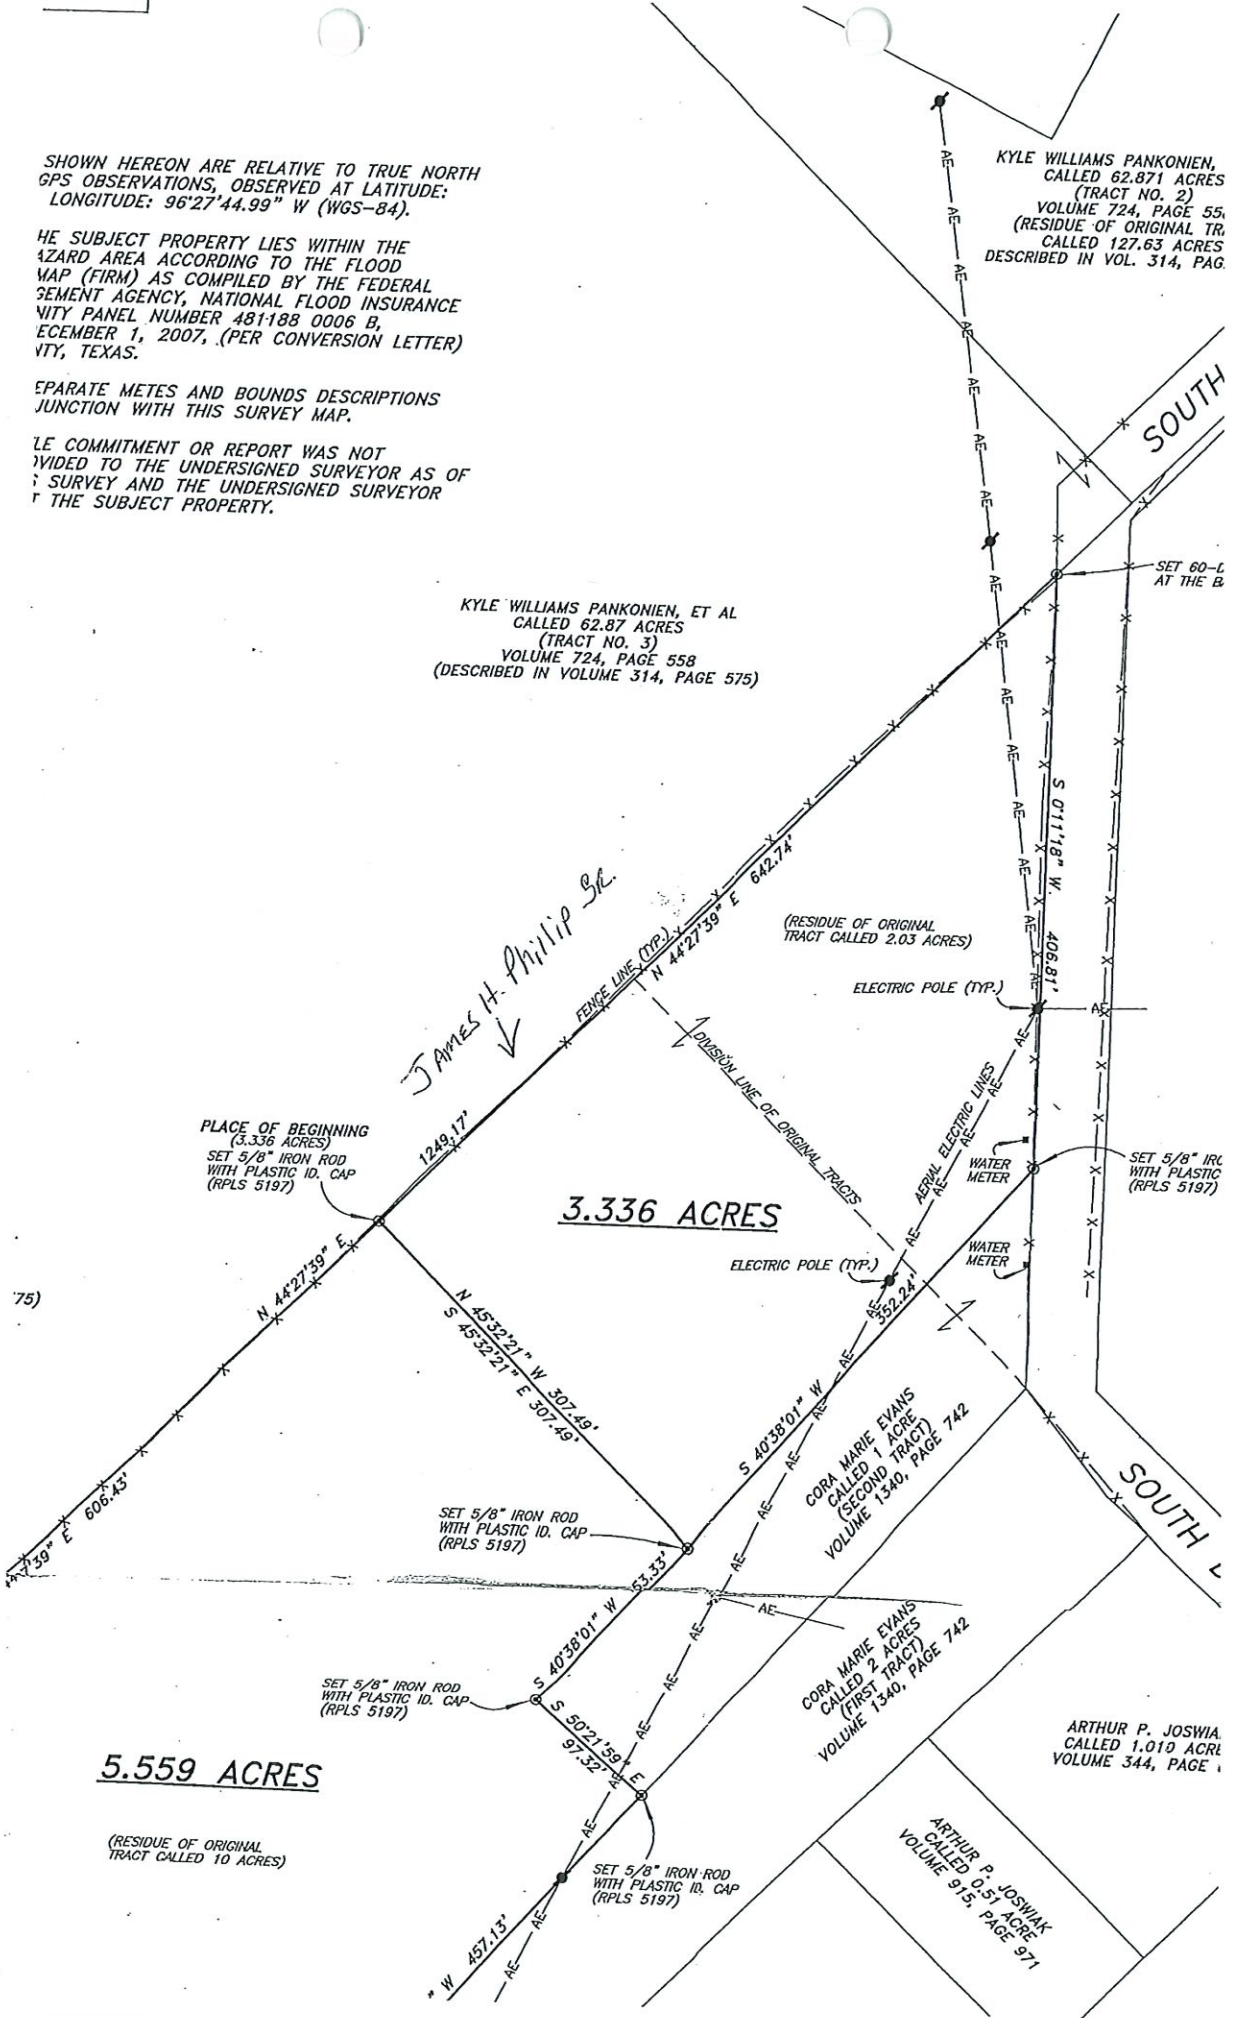 SHOWN HEREON ARE RELATIVE TO TRUE NORTH
GPS OBSERVATIONS, OBSERVED AT LATITUDE:
LONGITUDE: 96°27'44.99" W (WGS-84).
HE SUBJECT PROPERTY LIES WITHIN THE
AZARD AREA ACCORDING TO THE FLOOD
MAP (FIRM) AS COMPILED BY THE FEDERAL
GEMENT AGENCY, NATIONAL FLOOD INSURANCE
NITY PANEL NUMBER 481188 0006 B,
ECEMBER 1, 2007, (PER CONVERSION LETTER)
NTY, TEXAS.
EPARATE METES AND BOUNDS DESCRIPTIONS
JUNCTION WITH THIS SURVEY MAP.
LE COMMITMENT OR REPORT WAS NOT
OVIDED TO THE UNDERSIGNED SURVEYOR AS OF
S SURVEY AND THE UNDERSIGNED SURVEYOR
T THE SUBJECT PROPERTY.
KYLE WILLIAMS PANKONIEN,
CALLED 62.871 ACRES
(TRACT NO. 2)
VOLUME 724, PAGE 55
(RESIDUE OF ORIGINAL TR
CALLED 127.63 ACRES
DESCRIBED IN VOL. 314, PAG
SOUTH
SET 60-D
AT THE B
KYLE WILLIAMS PANKONIEN, ET AL
CALLED 62.87 ACRES
(TRACT NO. 3)
VOLUME 724, PAGE 558
(DESCRIBED IN VOLUME 314, PAGE 575)
S 0°11'18" W 406.81'
N 44°27'39" E 642.74'
FENCE LINE (TYP.)
(RESIDUE OF ORIGINAL
TRACT CALLED 2.03 ACRES)
ELECTRIC POLE (TYP.)
James H. Phillip Sr.
DIVISION LINE OF ORIGINAL TRACTS
AERIAL ELECTRIC LINES
PLACE OF BEGINNING
(3.336 ACRES)
SET 5/8" IRON ROD
WITH PLASTIC ID. CAP
(RPLS 5197)
1249.17'
WATER
METER
SET 5/8" IRO
WITH PLASTIC
(RPLS 5197)
3.336 ACRES
WATER
METER
ELECTRIC POLE (TYP.)
'75)
N 44°27'39" E
N 45°32'21" W 307.49'
S 45°32'21" E 307.49'
352.24'
S 40°38'01" W
CORA MARIE EVANS
CALLED 1 ACRE
(SECOND TRACT)
VOLUME 1340, PAGE 742
7'39" E 606.43'
SET 5/8" IRON ROD
WITH PLASTIC ID. CAP
(RPLS 5197)
SOUTH
S 40°38'01" W 53.33'
CORA MARIE EVANS
CALLED 2 ACRES
(FIRST TRACT)
VOLUME 1340, PAGE 742
SET 5/8" IRON ROD
WITH PLASTIC ID. CAP
(RPLS 5197)
S 50°21'59" E
97.32'
ARTHUR P. JOSWIA
CALLED 1.010 ACRE
VOLUME 344, PAGE
5.559 ACRES
(RESIDUE OF ORIGINAL
TRACT CALLED 10 ACRES)
SET 5/8" IRON ROD
WITH PLASTIC ID. CAP
(RPLS 5197)
ARTHUR P. JOSWIAK
CALLED 0.51 ACRE
VOLUME 915, PAGE 971
" W 457.13'